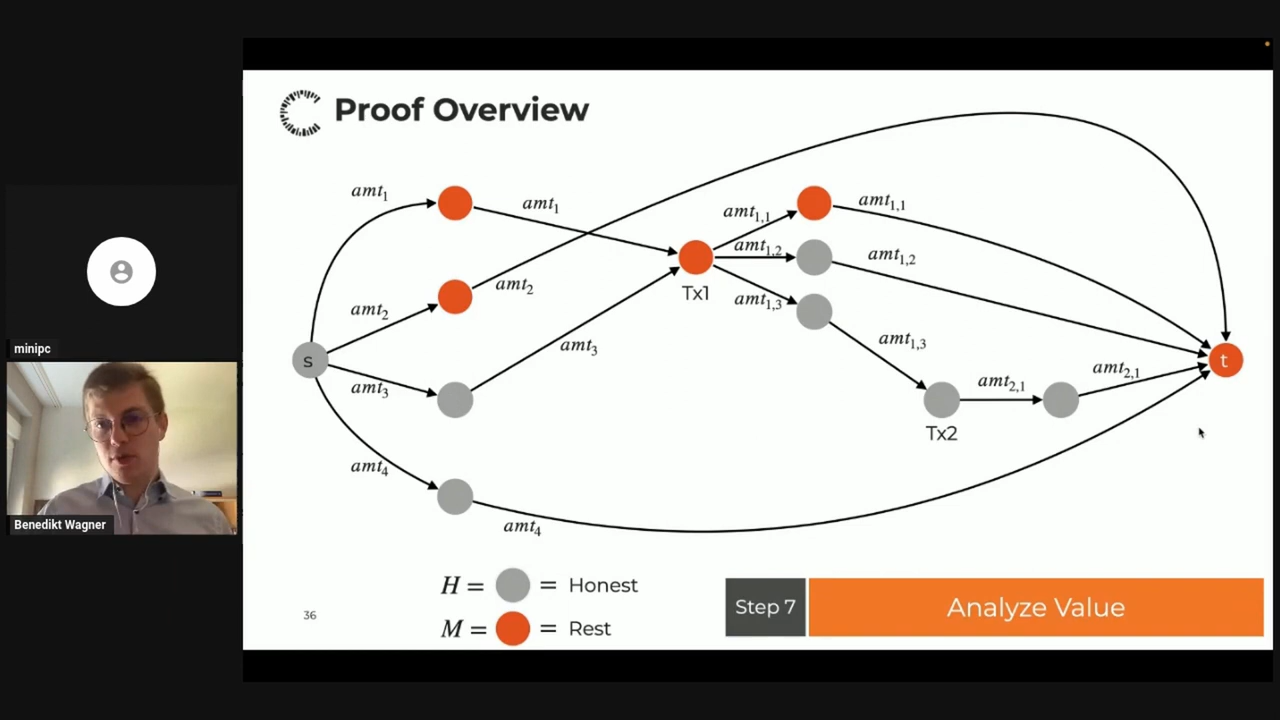 Proof Overview
amt₁
amt₁
amt₁,₁
amt₁,₁
amt₁,₂
amt₁,₂
Tx1
amt₂
amt₂
amt₁,₃
amt₁,₃
amt₃
s
t
amt₃
amt₂,₁
amt₂,₁
Tx2
amt₄
amt₄
H = = Honest
M = = Rest
36
Step 7
Analyze Value
minipc
Benedikt Wagner